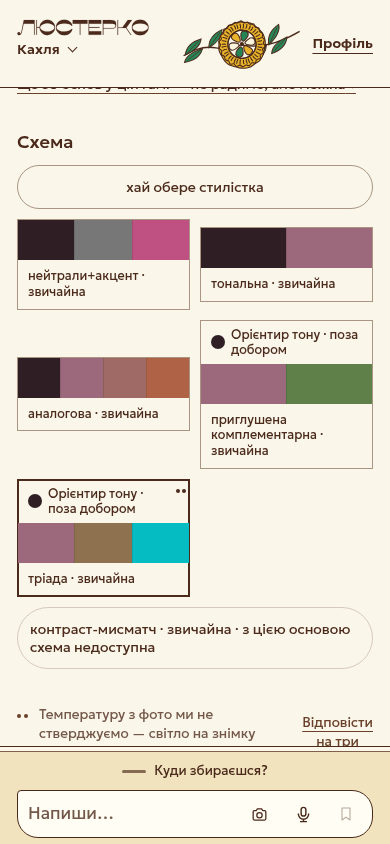 ЛЮСТЕРКО
Кахля
Профіль
Схема
хай обере стилістка
нейтрали+акцент ·
звичайна
тональна · звичайна
аналогова · звичайна
Орієнтир тону · поза
добором
приглушена
комплементарна ·
звичайна
Орієнтир тону ·
поза добором
тріада · звичайна
контраст-мисматч · звичайна · з цією основою
схема недоступна
Температуру з фото ми не
стверджуємо — світло на знімку
Відповісти
на три
Куди збираєшся?
Напиши...